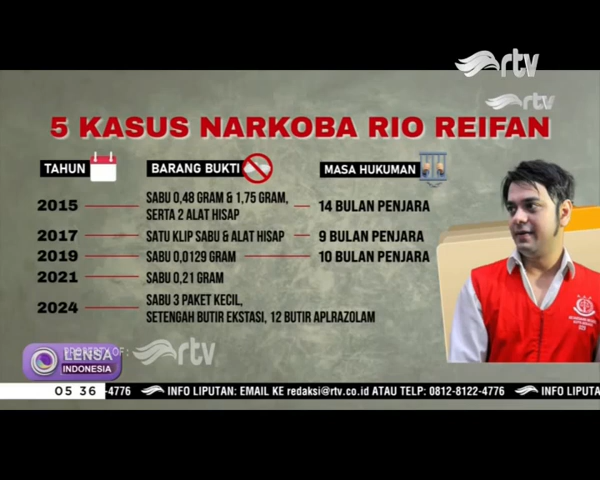 rtv
rtv
5 KASUS NARKOBA RIO REIFAN
TAHUN BARANG BUKTI MASA HUKUMAN
2015 SABU 0,48 GRAM & 1,75 GRAM, SERTA 2 ALAT HISAP 14 BULAN PENJARA
2017 SATU KLIP SABU & ALAT HISAP 9 BULAN PENJARA
2019 SABU 0,0129 GRAM 10 BULAN PENJARA
2021 SABU 0,21 GRAM
2024 SABU 3 PAKET KECIL, SETENGAH BUTIR EKSTASI, 12 BUTIR APLRAZOLAM
PROPERTY OF: rtv
LENSA
INDONESIA
05 36 -4776 INFO LIPUTAN: EMAIL KE redaksi@rtv.co.id ATAU TELP: 0812-8122-4776 INFO LIPUTA